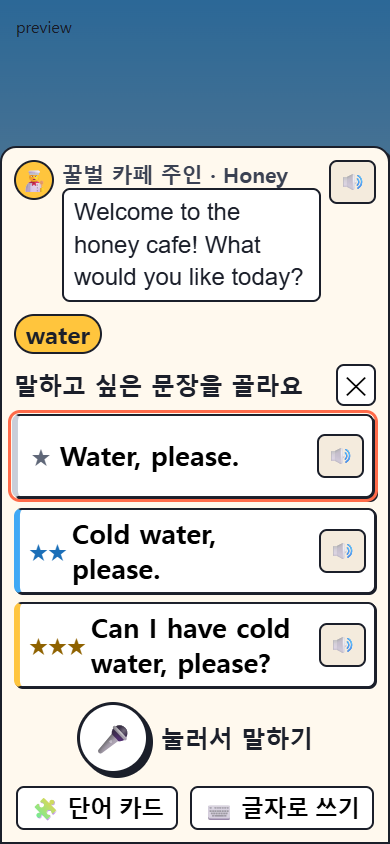 preview
꿀벌 카페 주인 · Honey
Welcome to the
honey cafe! What
would you like today?
water
말하고 싶은 문장을 골라요
★ Water, please.
★★ Cold water,
please.
★★★ Can I have cold
water, please?
눌러서 말하기
단어 카드
글자로 쓰기